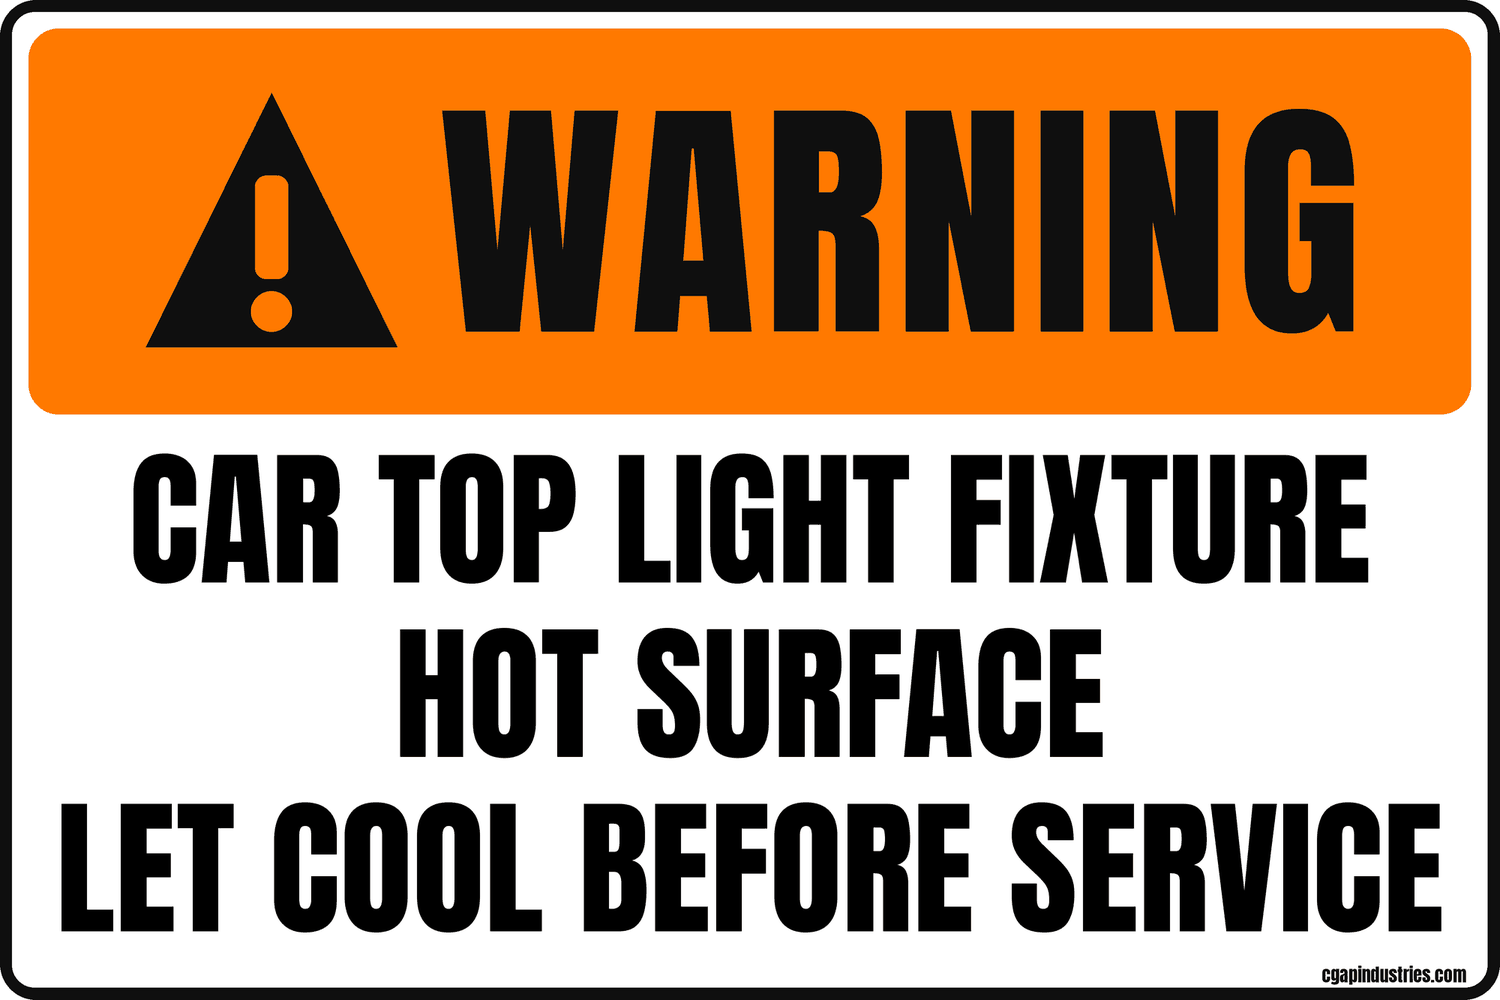 WARNING
CAR TOP LIGHT FIXTURE
HOT SURFACE
LET COOL BEFORE SERVICE
cgapindustries.com